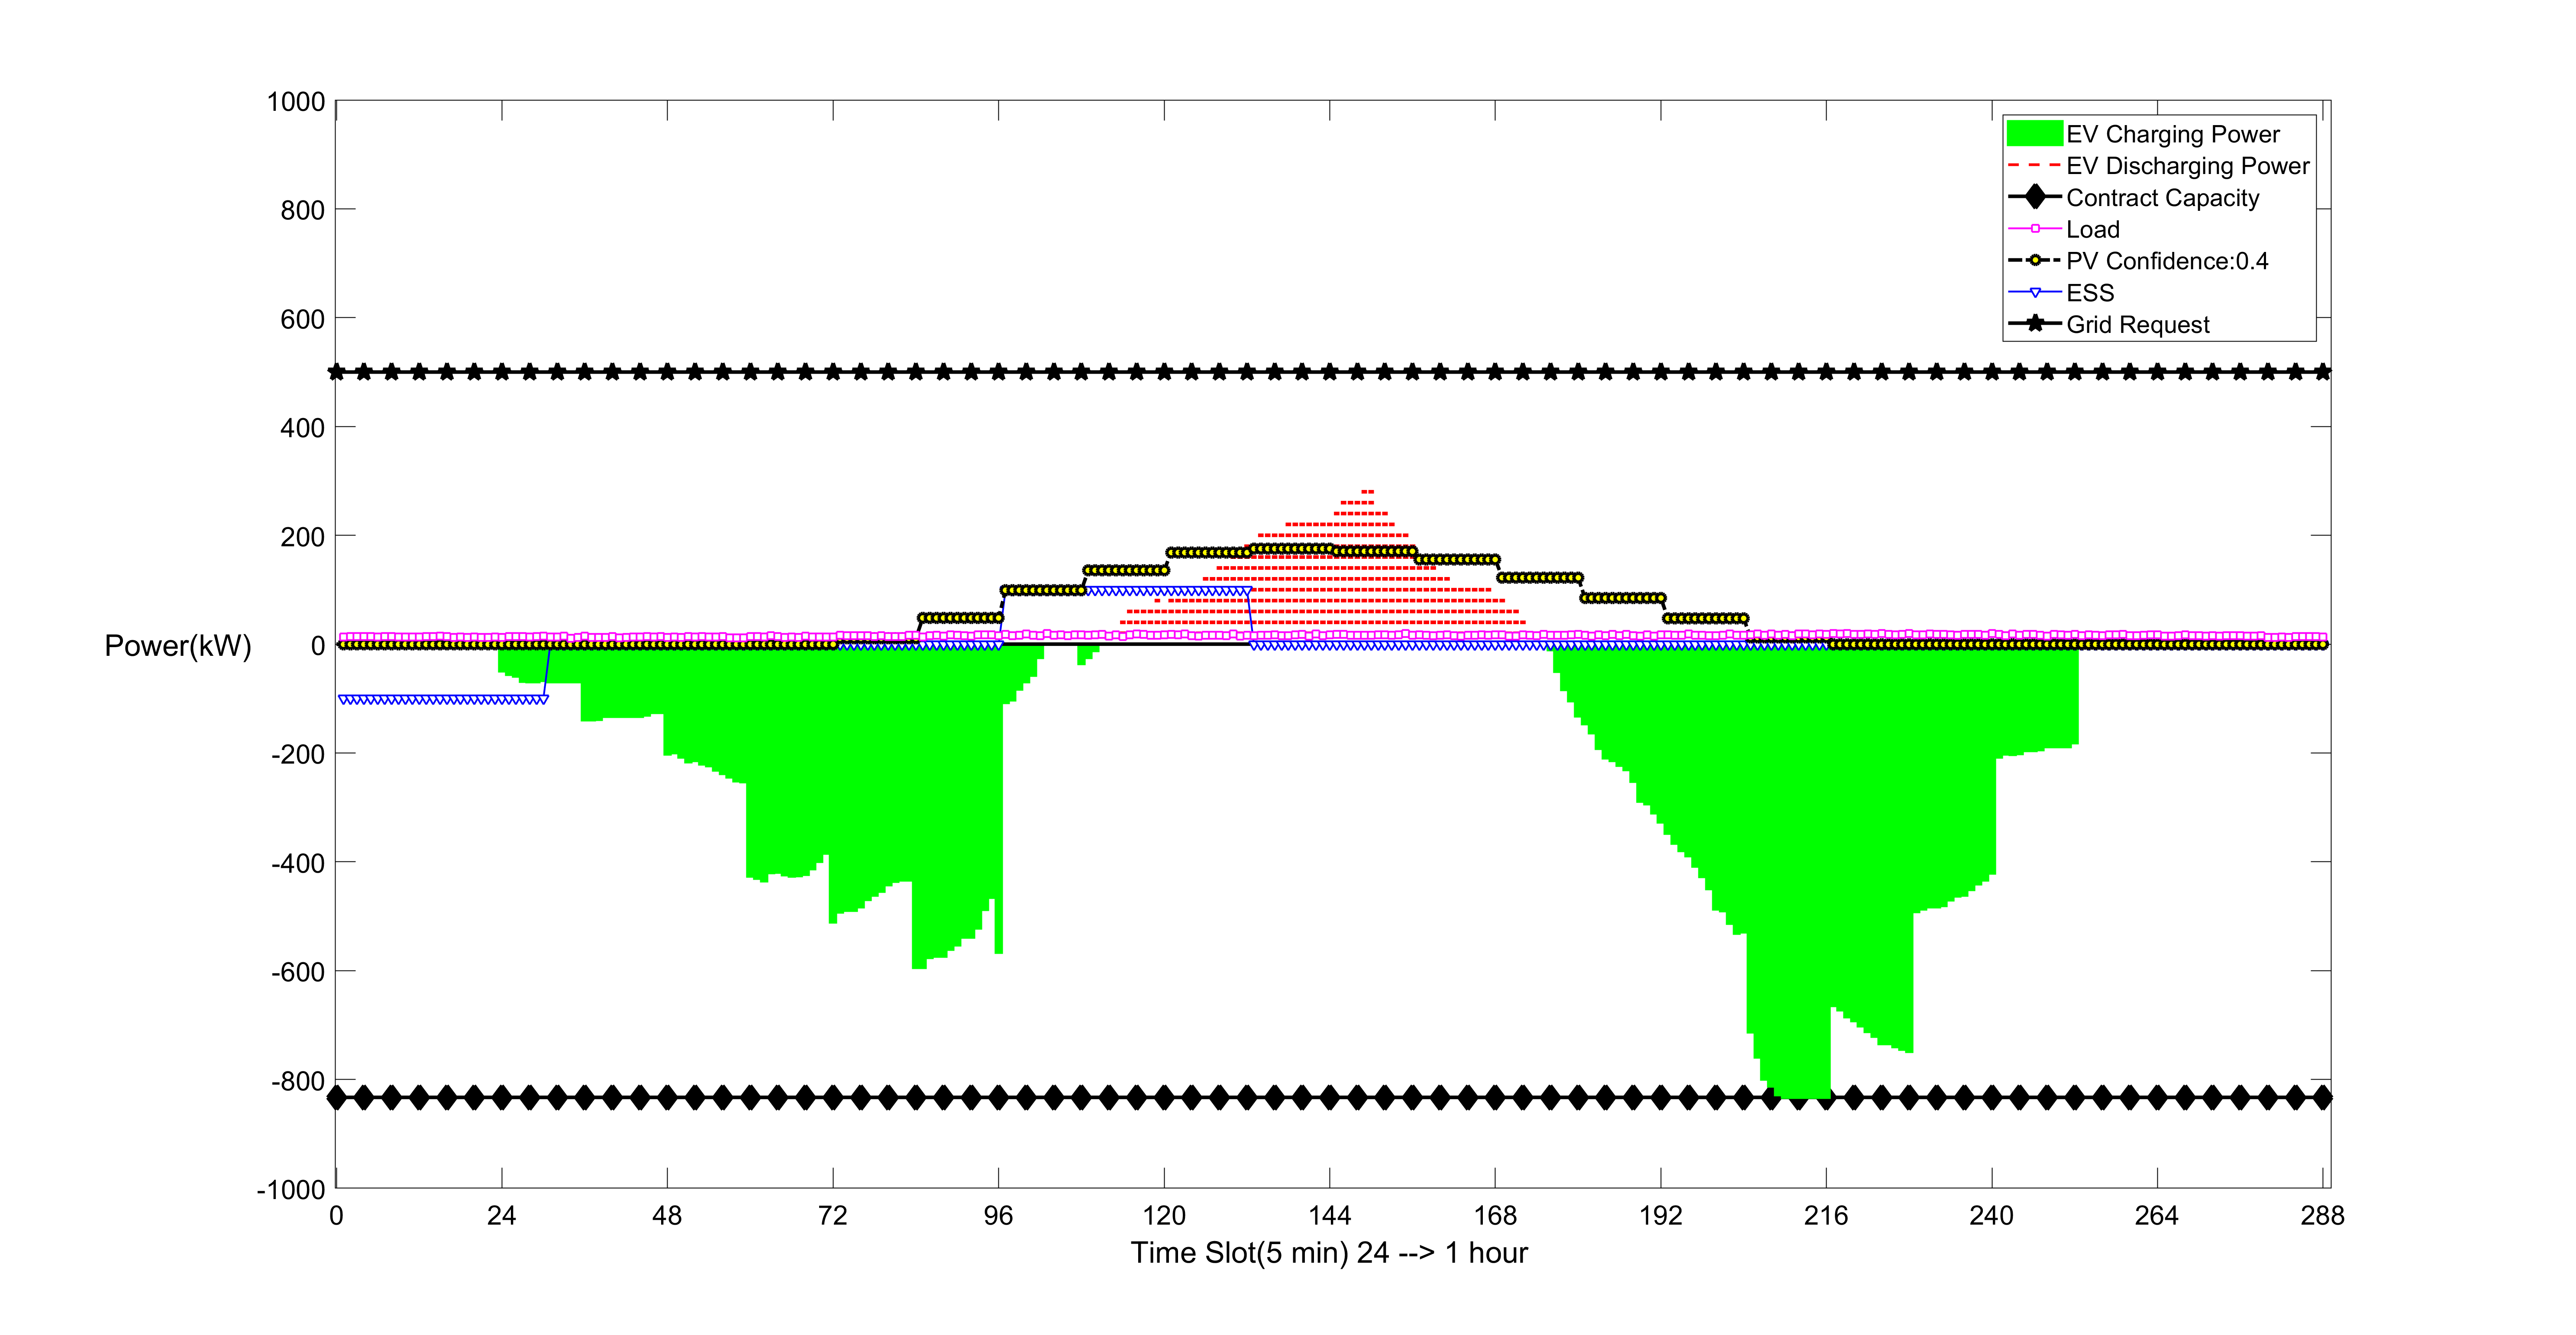 1000
800
600
400
200
0
-200
-400
-600
-800
-1000
Power(kW)
EV Charging Power
EV Discharging Power
Contract Capacity
Load
PV Confidence:0.4
ESS
Grid Request
0 24 48 72 96 120 144 168 192 216 240 264 288
Time Slot(5 min) 24 --> 1 hour